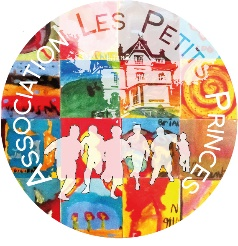 ASSOCIATION LES PETITS PRINCES